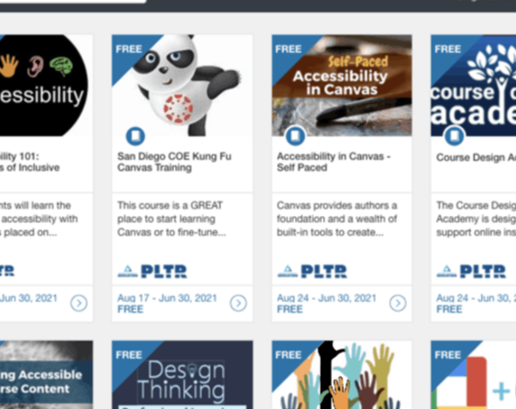 essibility
ility 101:
s of Inclusive
nts will learn the
accessibility with
s placed on...
Jun 30, 2021
FREE
San Diego COE Kung Fu
Canvas Training
This course is a GREAT
place to start learning
Canvas or to fine-tune...
PLTR
Aug 17 - Jun 30, 2021
FREE
FREE
Self-Paced
Accessibility
in Canvas
Accessibility in Canvas -
Self Paced
Canvas provides authors a
foundation and a wealth of
built-in tools to create...
PLTR
Aug 24 - Jun 30, 2021
FREE
FREE
course d
acade
Course Design A
The Course Desig
Academy is desig
support online ins
PLTR
Aug 24 - Jun 30, 2
FREE
ng Accessible
rse Content
FREE
Design
Thinking
FREE
FREE